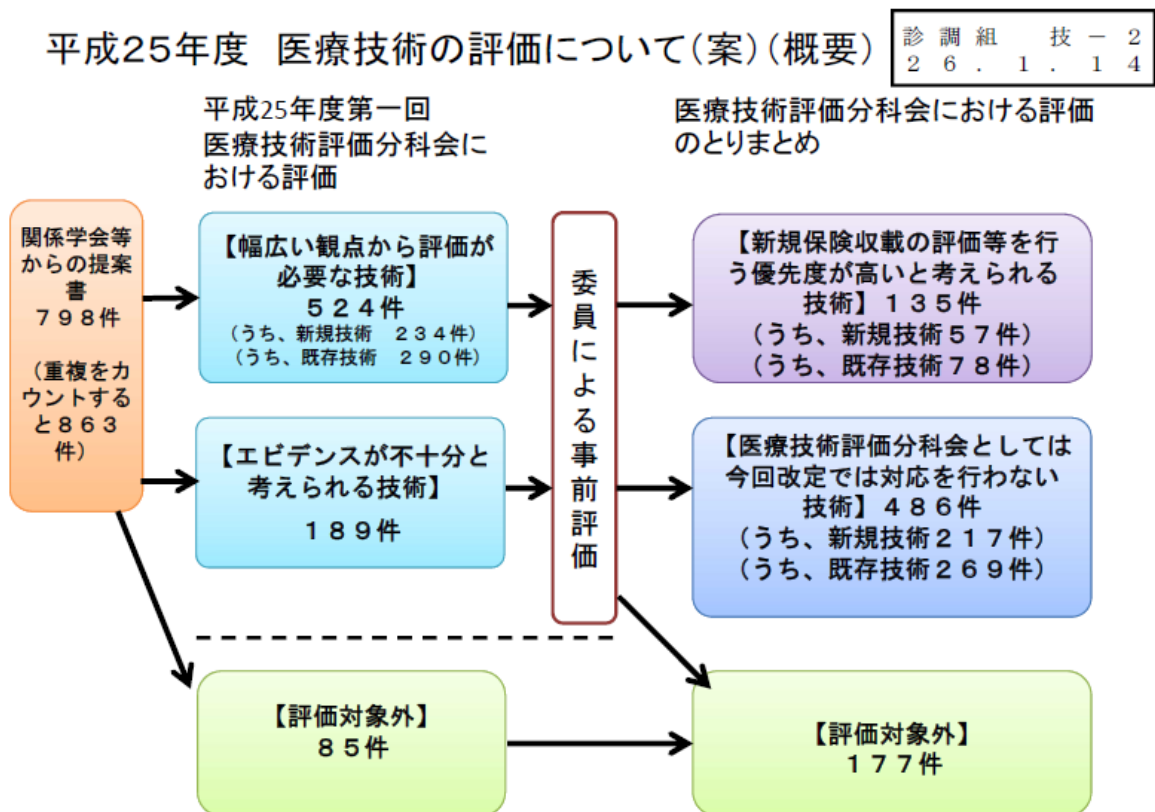 平成25年度 医療技術の評価について(案)(概要)
診調組 技-2
26.1.14
平成25年度第一回
医療技術評価分科会に
おける評価
医療技術評価分科会における評価
のとりまとめ
関係学会等
からの提案
書
798件
(重複をカ
ウントする
と863
件)
【幅広い観点から評価が
必要な技術】
524件
(うち、新規技術 234件)
(うち、既存技術 290件)
【エビデンスが不十分と
考えられる技術】
189件
委員による事前評価
【新規保険収載の評価等を行
う優先度が高いと考えられる
技術】135件
(うち、新規技術57件)
(うち、既存技術78件)
【医療技術評価分科会としては
今回改定では対応を行わない
技術】486件
(うち、新規技術217件)
(うち、既存技術269件)
【評価対象外】
85件
【評価対象外】
177件